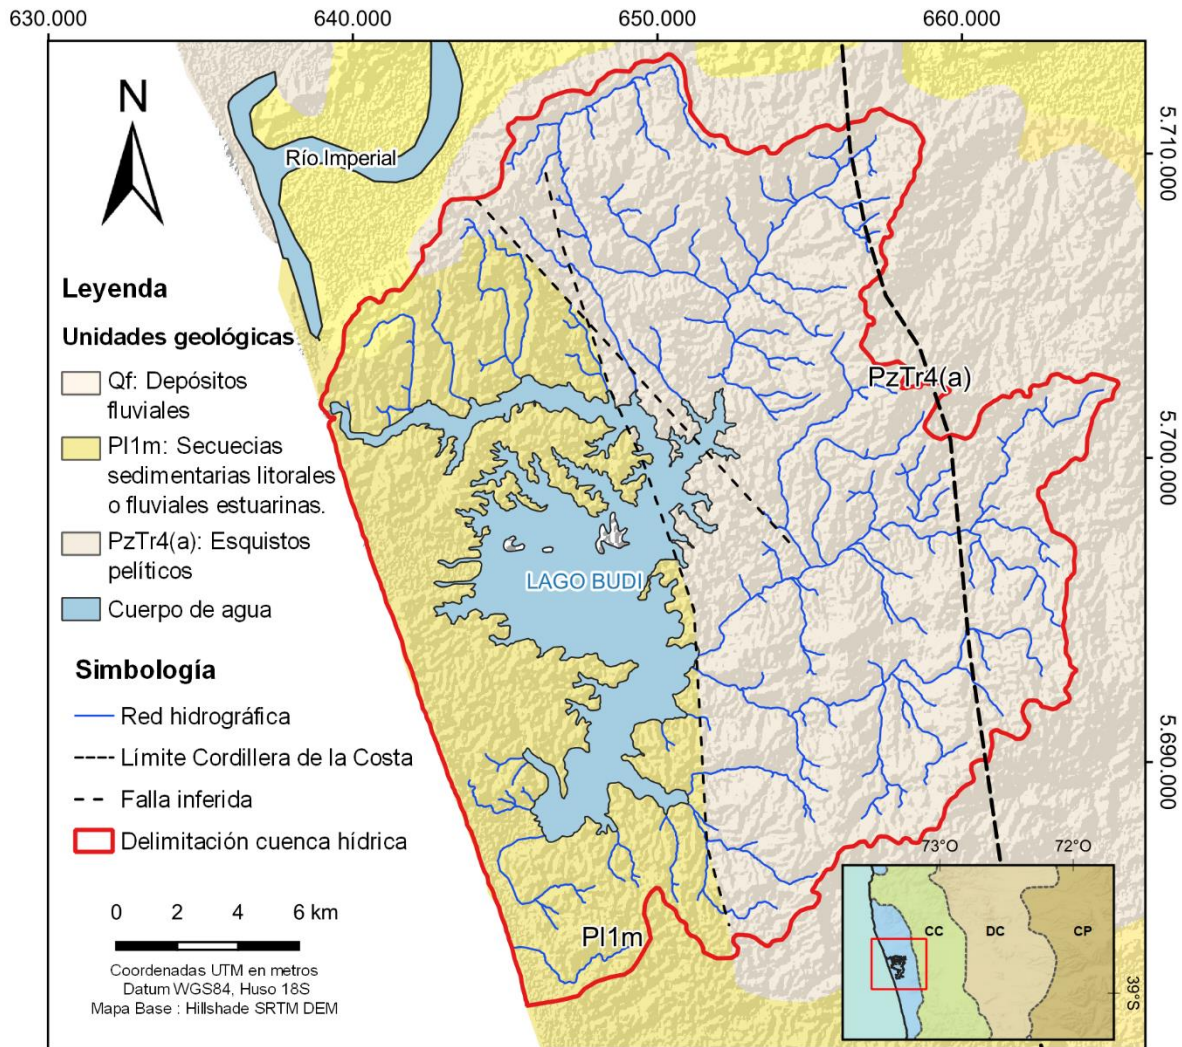 630.000
640.000
650.000
660.000
N
Río Imperial
5.710.000
Leyenda
Unidades geológicas
Qf: Depósitos
fluviales
Pl1m: Secuecias
sedimentarias litorales
o fluviales estuarinas.
PzTr4(a): Esquistos
pelíticos
Cuerpo de agua
PzTr4(a)
5.700.000
LAGO BUDI
Simbología
Red hidrográfica
Límite Cordillera de la Costa
Falla inferida
Delimitación cuenca hídrica
5.690.000
0 2 4 6 km
Coordenadas UTM en metros
Datum WGS84, Huso 18S
Mapa Base : Hillshade SRTM DEM
Pl1m
73°O
72°O
CC
DC
CP
39°S